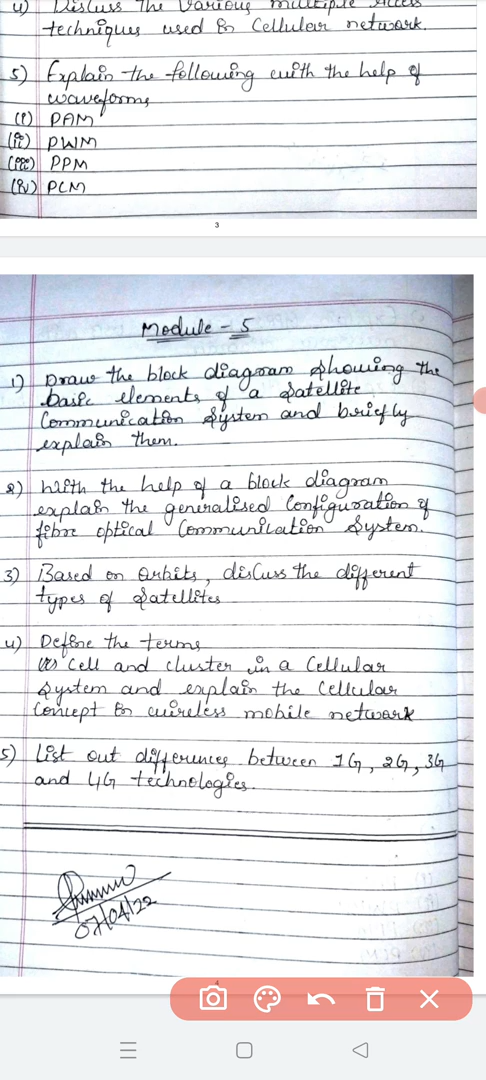 4) Discuss the various multiple access
techniques used in Cellular network.
5) Explain the following with the help of
waveforms
(i) PAM
(ii) PWM
(iii) PPM
(iv) PCM
3
Module - 5
1) Draw the block diagram showing the
basic elements of a Satellite
Communication System and briefly
explain them.
2) With the help of a block diagram
explain the generalised Configuration of
fibre optical Communication System.
3) Based on Orbits, discuss the different
types of Satellites
4) Define the terms
Cell and cluster in a Cellular
System and explain the Cellular
Concept in wireless mobile network
5) List out differences between 1G, 2G, 3G
and 4G technologies.
07/04/22
4